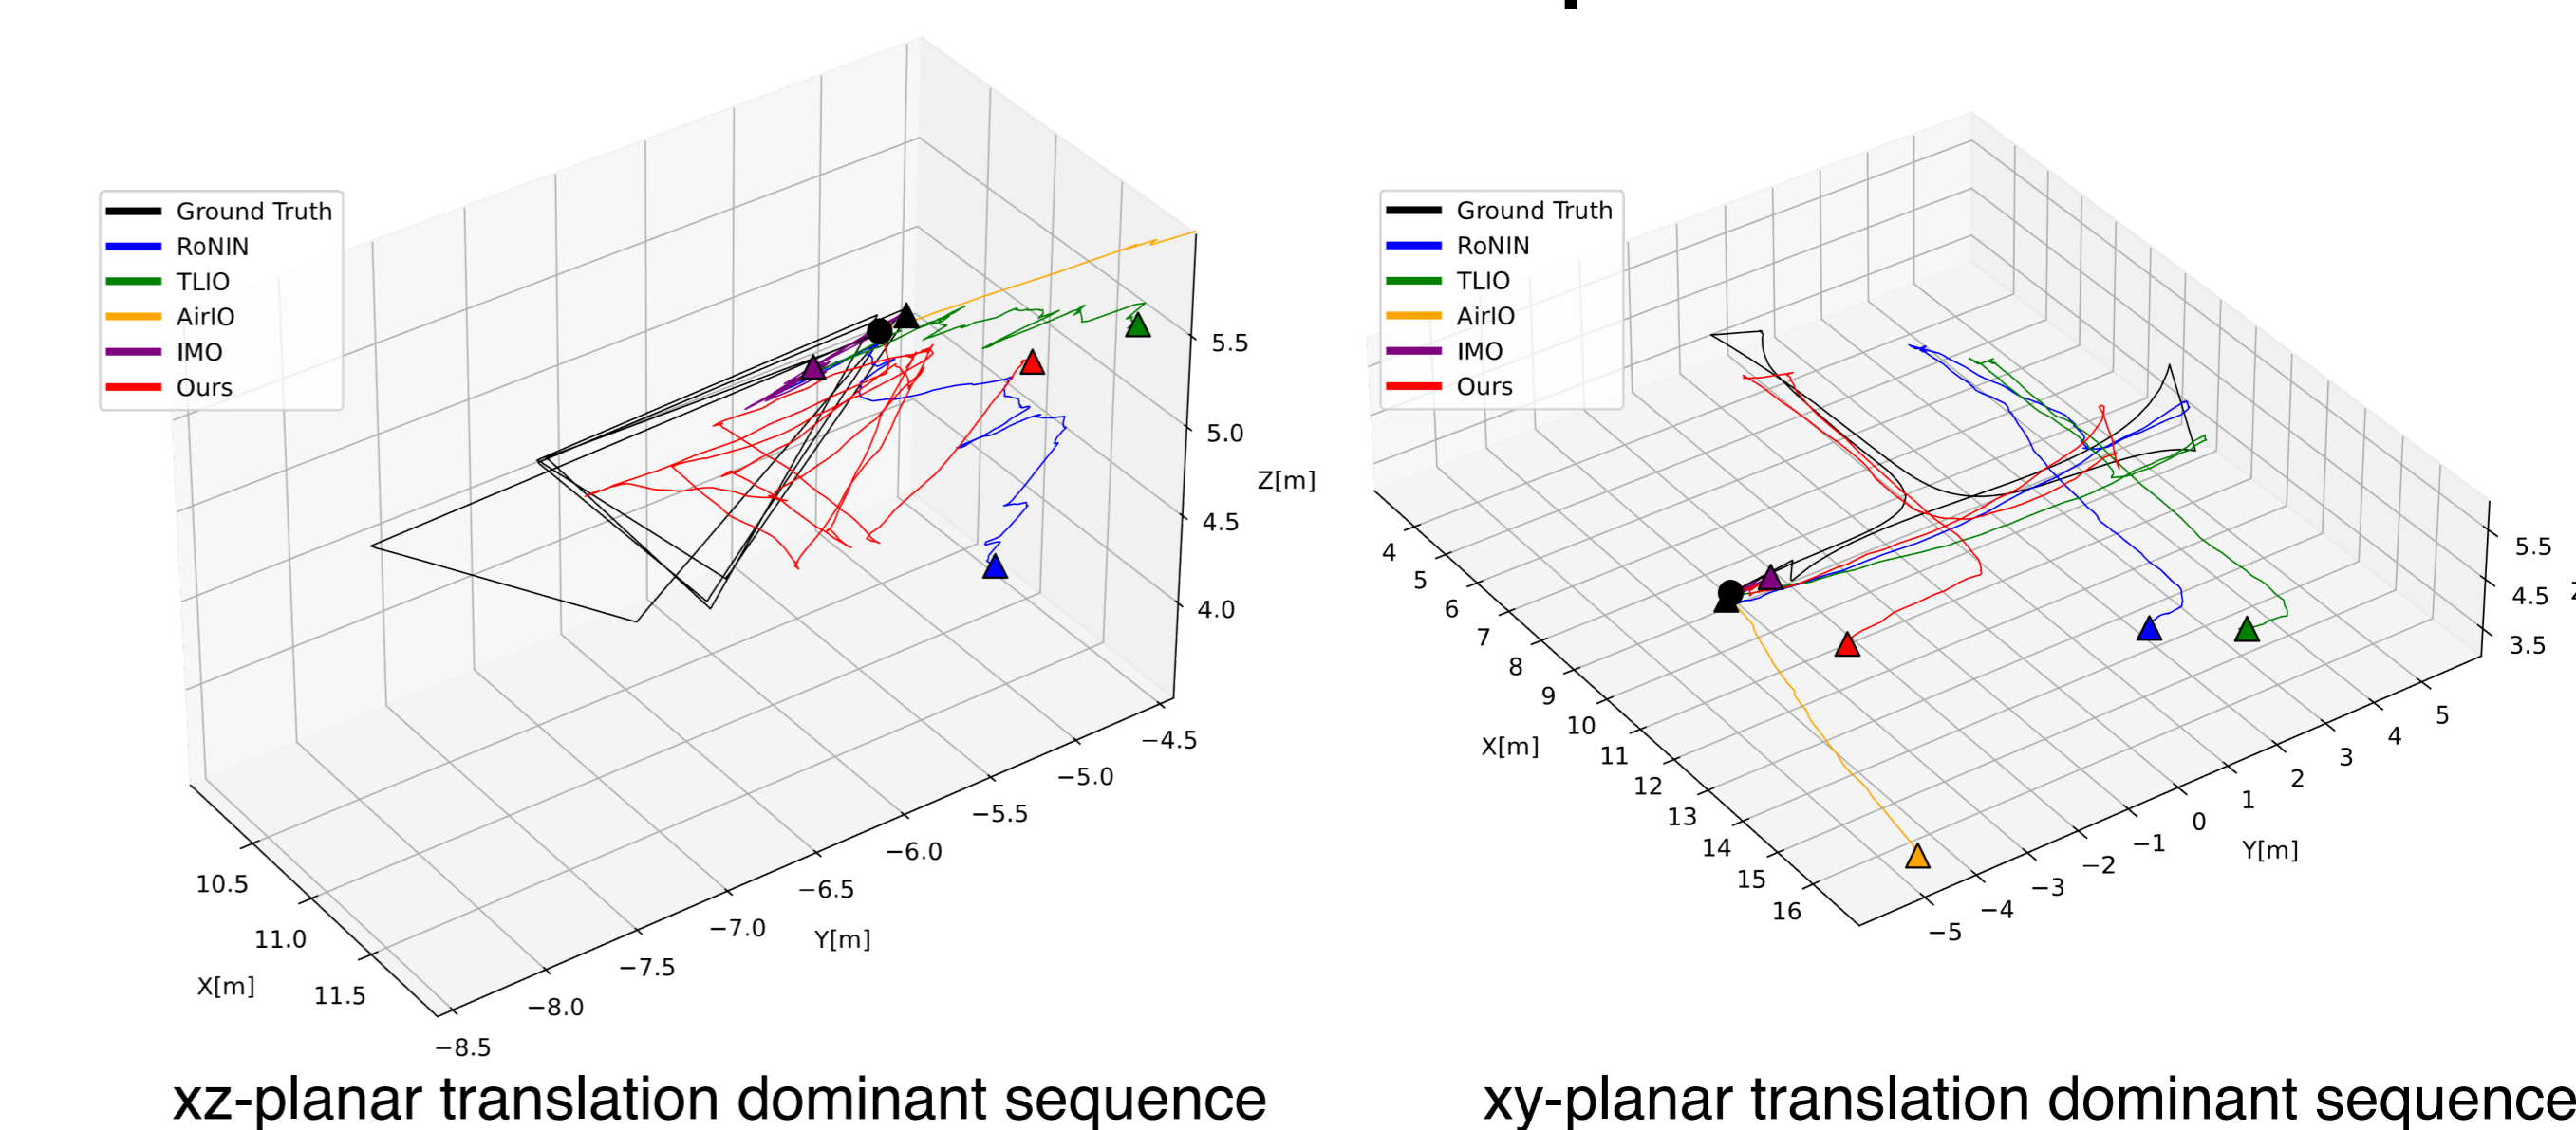 Ground Truth
RoNIN
TLIO
AirIO
IMO
Ours
5.5
5.0
4.5
4.0
Z[m]
−4.5
−5.0
−5.5
−6.0
−6.5
−7.0
−7.5
−8.0
−8.5
Y[m]
10.5
11.0
11.5
X[m]
xz-planar translation dominant sequence
Ground Truth
RoNIN
TLIO
AirIO
IMO
Ours
5.5
4.5
3.5
4
5
6
7
8
9
10
11
12
13
14
15
16
X[m]
5
4
3
2
1
0
−1
−2
−3
−4
−5
Y[m]
xy-planar translation dominant sequence